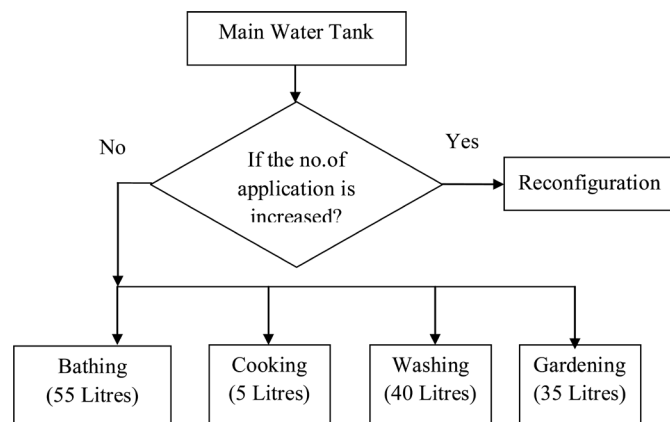 Main Water Tank
No
Yes
If the no.of
application is
increased?
Reconfiguration
Bathing
(55 Litres)
Cooking
(5 Litres)
Washing
(40 Litres)
Gardening
(35 Litres)